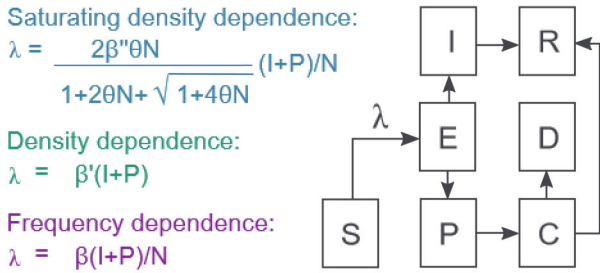 Saturating density dependence:
λ = 2β"θN
1+2θN+√1+4θN (I+P)/N
Density dependence:
λ = β'(I+P)
Frequency dependence:
λ = β(I+P)/N
I R
λ E D
S P C